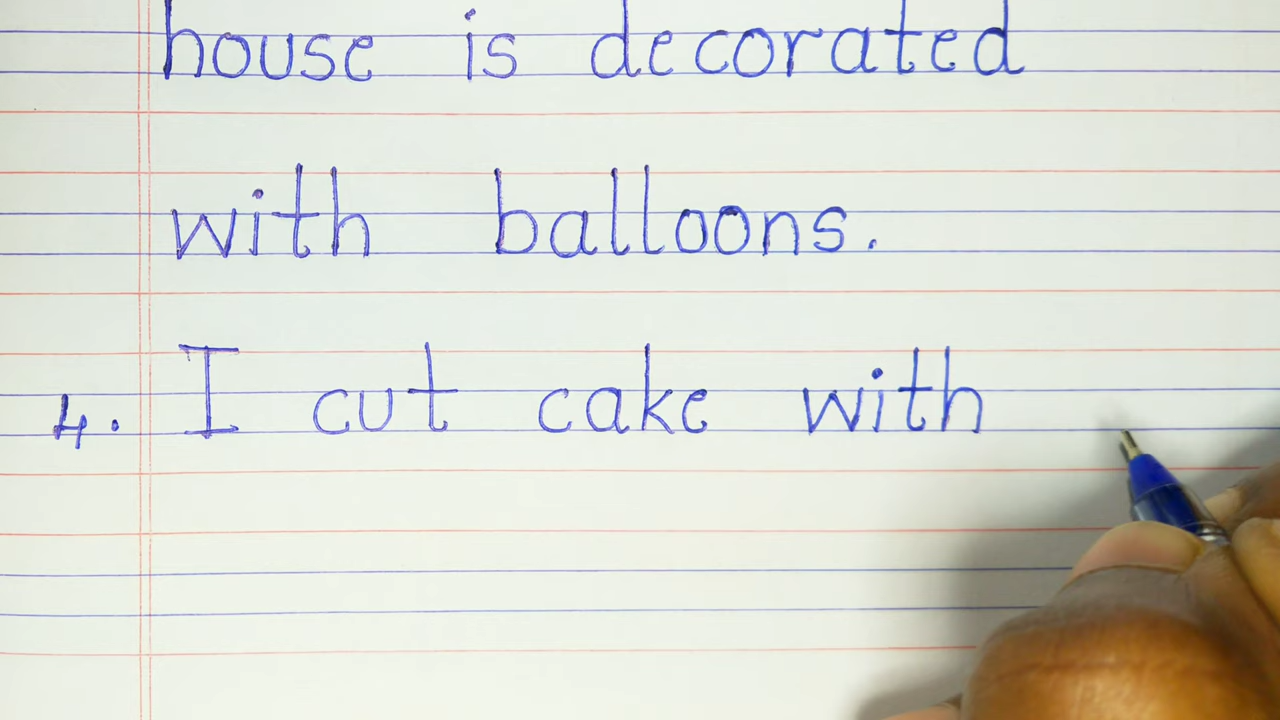 house is decorated
with balloons.
4. I cut cake with